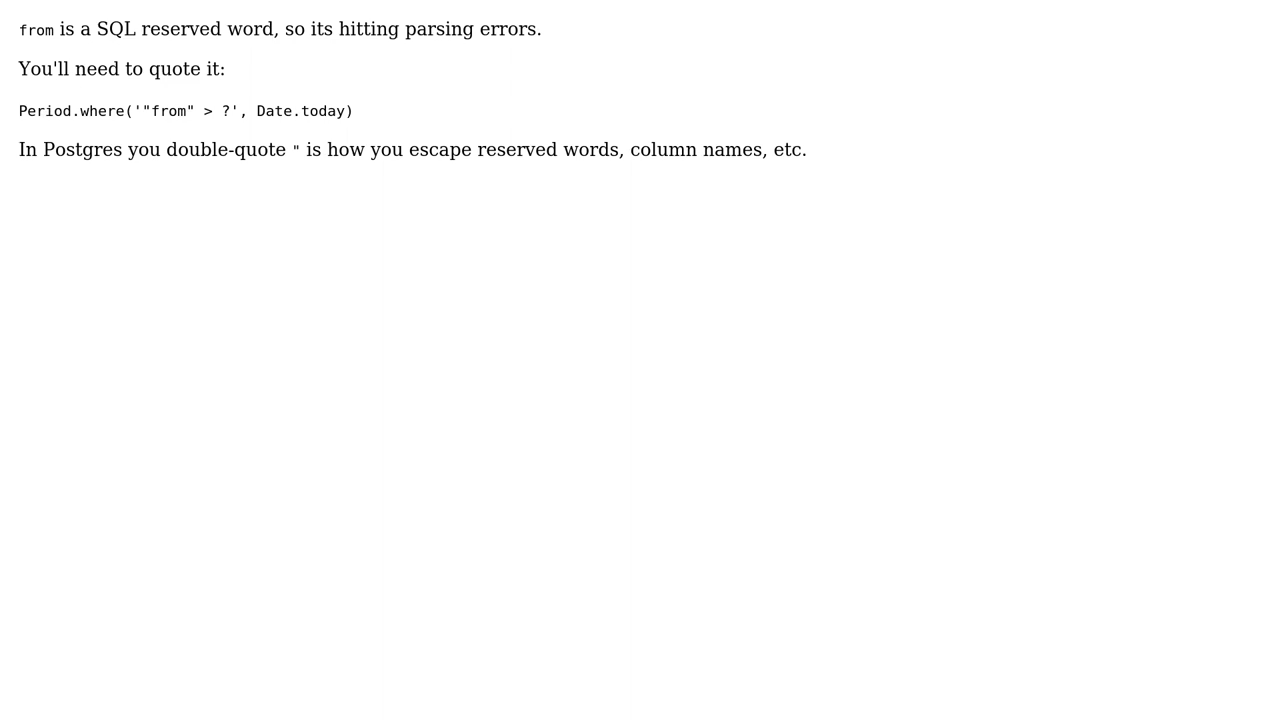 from is a SQL reserved word, so its hitting parsing errors.
You'll need to quote it:
Period.where('"from" > ?', Date.today)
In Postgres you double-quote " is how you escape reserved words, column names, etc.